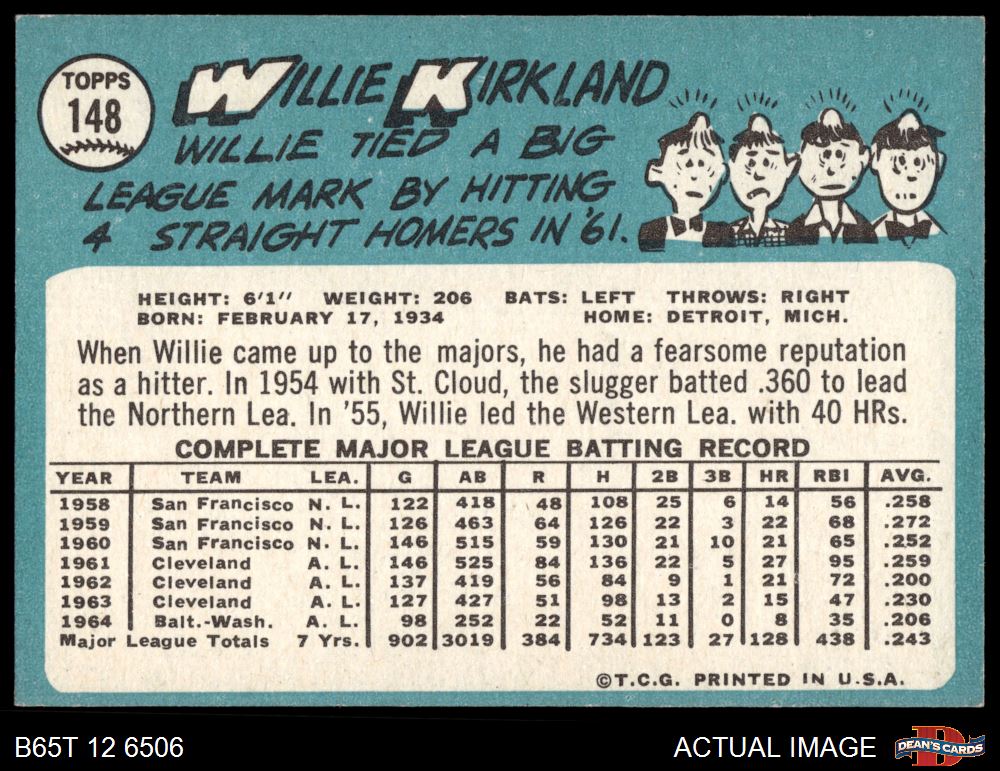 TOPPS
148
WILLIE KIRKLAND
WILLIE TIED A BIG
LEAGUE MARK BY HITTING
4 STRAIGHT HOMERS IN '61.
HEIGHT: 6'1" WEIGHT: 206 BATS: LEFT THROWS: RIGHT
BORN: FEBRUARY 17, 1934 HOME: DETROIT, MICH.
When Willie came up to the majors, he had a fearsome reputation
as a hitter. In 1954 with St. Cloud, the slugger batted .360 to lead
the Northern Lea. In '55, Willie led the Western Lea. with 40 HRs.
COMPLETE MAJOR LEAGUE BATTING RECORD
YEAR TEAM LEA. G AB R H 2B 3B HR RBI AVG.
1958 San Francisco N. L. 122 418 48 108 25 6 14 56 .258
1959 San Francisco N. L. 126 463 64 126 22 3 22 68 .272
1960 San Francisco N. L. 146 515 59 130 21 10 21 65 .252
1961 Cleveland A. L. 146 525 84 136 22 5 27 95 .259
1962 Cleveland A. L. 137 419 56 84 9 1 21 72 .200
1963 Cleveland A. L. 127 427 51 98 13 2 15 47 .230
1964 Balt.-Wash. A. L. 98 252 22 52 11 0 8 35 .206
Major League Totals 7 Yrs. 902 3019 384 734 123 27 128 438 .243
©T.C.G. PRINTED IN U.S.A.
B65T 12 6506 ACTUAL IMAGE D DEAN'S CARDS